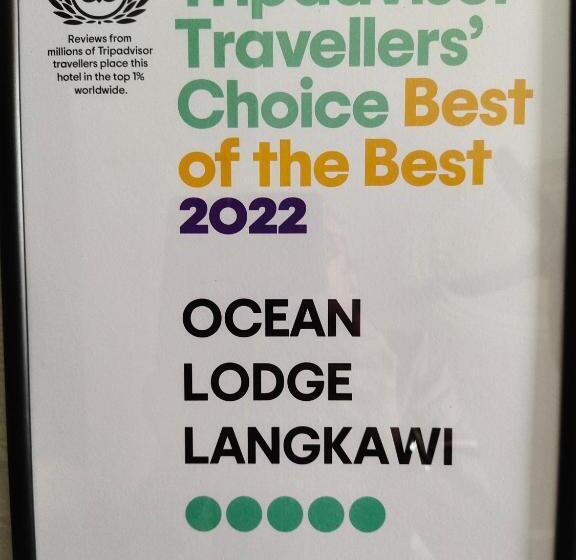 Reviews from
millions of Tripadvisor
travellers place this
hotel in the top 1%
worldwide.
Tripadvisor
Travellers'
Choice Best
of the Best
2022
OCEAN
LODGE
LANGKAWI